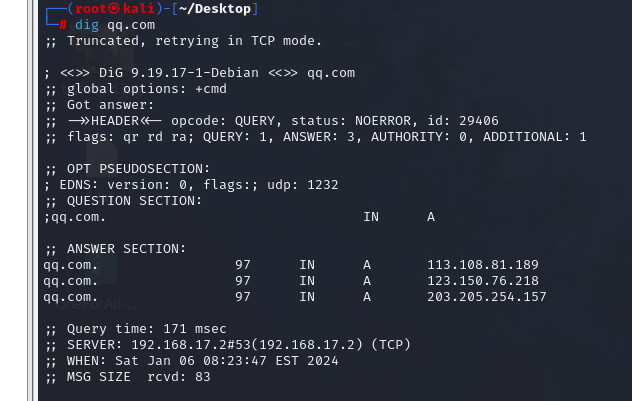 ┌──(root㉿kali)-[~/Desktop]
└─# dig qq.com
;; Truncated, retrying in TCP mode.

; <<>> DiG 9.19.17-1-Debian <<>> qq.com
;; global options: +cmd
;; Got answer:
;; ->>HEADER<<- opcode: QUERY, status: NOERROR, id: 29406
;; flags: qr rd ra; QUERY: 1, ANSWER: 3, AUTHORITY: 0, ADDITIONAL: 1

;; OPT PSEUDOSECTION:
; EDNS: version: 0, flags:; udp: 1232
;; QUESTION SECTION:
;qq.com. IN A

;; ANSWER SECTION:
qq.com. 97 IN A 113.108.81.189
qq.com. 97 IN A 123.150.76.218
qq.com. 97 IN A 203.205.254.157

;; Query time: 171 msec
;; SERVER: 192.168.17.2#53(192.168.17.2) (TCP)
;; WHEN: Sat Jan 06 08:23:47 EST 2024
;; MSG SIZE rcvd: 83